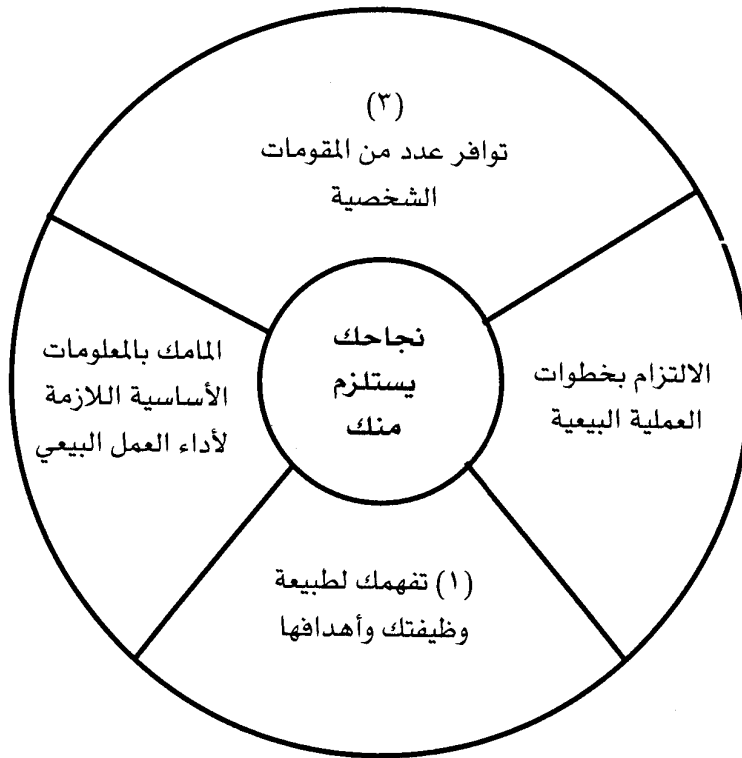 (٣)
توافر عدد من المقومات
الشخصية
نجاحك
يستلزم
منك
الالتزام بخطوات
العملية البيعية
المامك بالمعلومات
الأساسية اللازمة
لأداء العمل البيعي
(١) تفهمك لطبيعة
وظيفتك وأهدافها